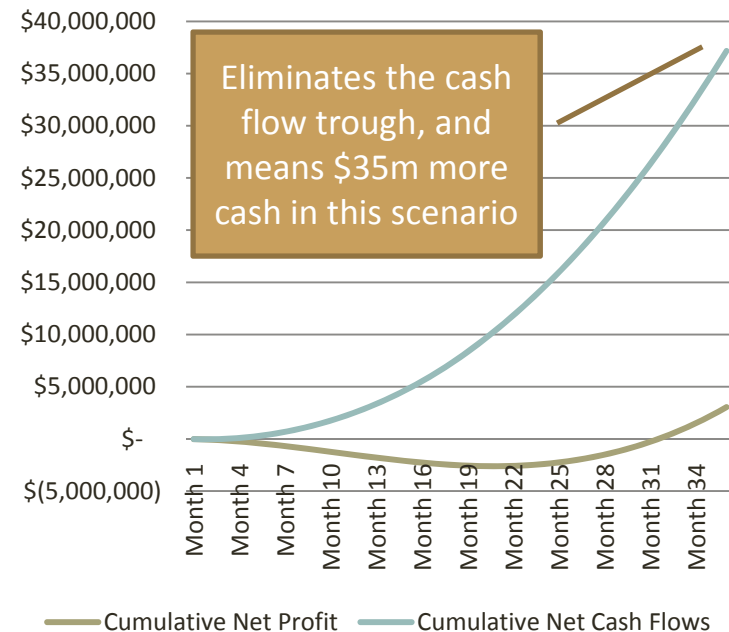 $40,000,000
$35,000,000
$30,000,000
$25,000,000
$20,000,000
$15,000,000
$10,000,000
$5,000,000
$-
$(5,000,000)
Eliminates the cash
flow trough, and
means $35m more
cash in this scenario
Month 1
Month 4
Month 7
Month 10
Month 13
Month 16
Month 19
Month 22
Month 25
Month 28
Month 31
Month 34
Cumulative Net Profit
Cumulative Net Cash Flows